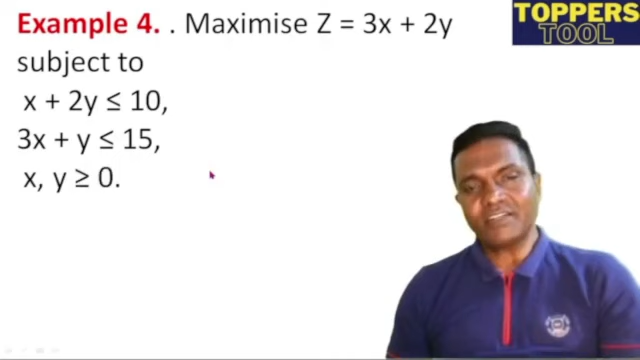 Example 4. . Maximise Z = 3x + 2y
subject to
x + 2y ≤ 10,
3x + y ≤ 15,
x, y ≥ 0.
TOPPERS
TOOL